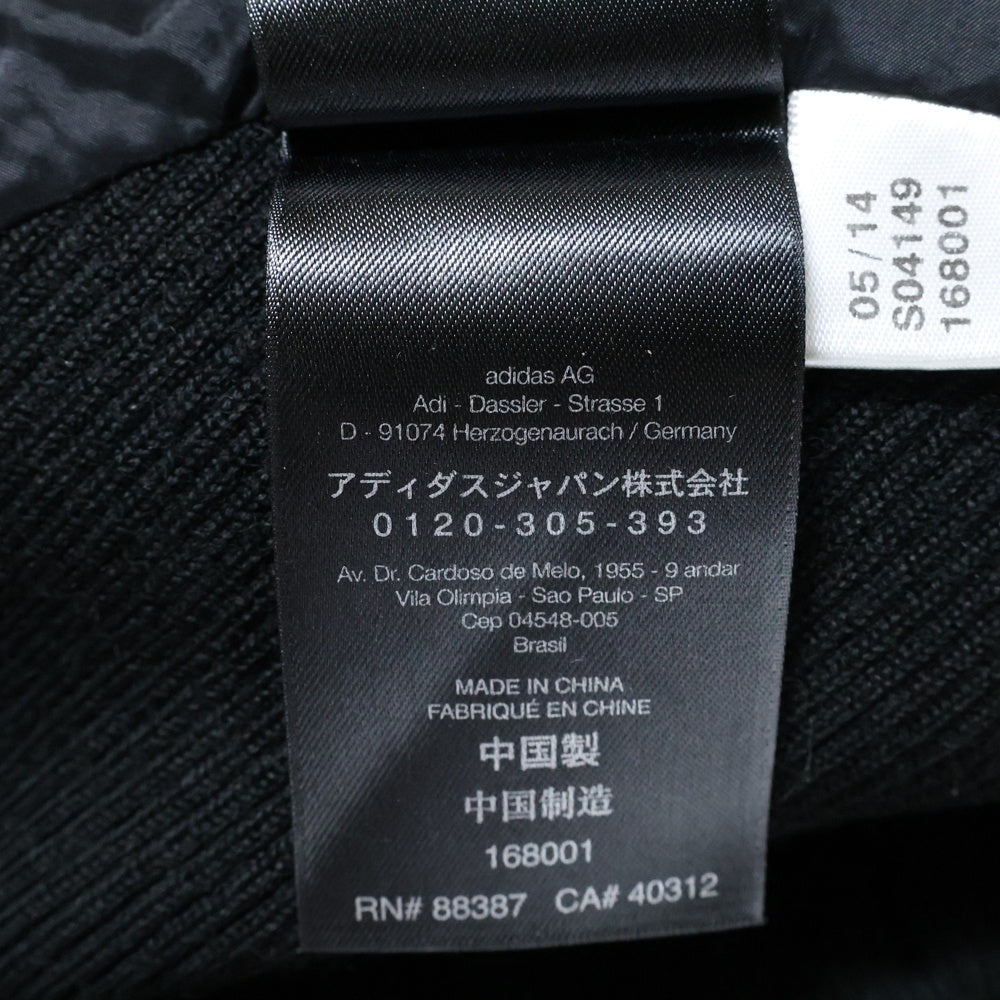 adidas AG
Adi - Dassler - Strasse 1
D - 91074 Herzogenaurach / Germany
アディダスジャパン株式会社
0120-305-393
Av. Dr. Cardoso de Melo, 1955 - 9 andar
Vila Olimpia - Sao Paulo - SP
Cep 04548-005
Brasil
MADE IN CHINA
FABRIQUÉ EN CHINE
中国製
中国制造
168001
RN# 88387 CA# 40312
05/14
S04149
168001